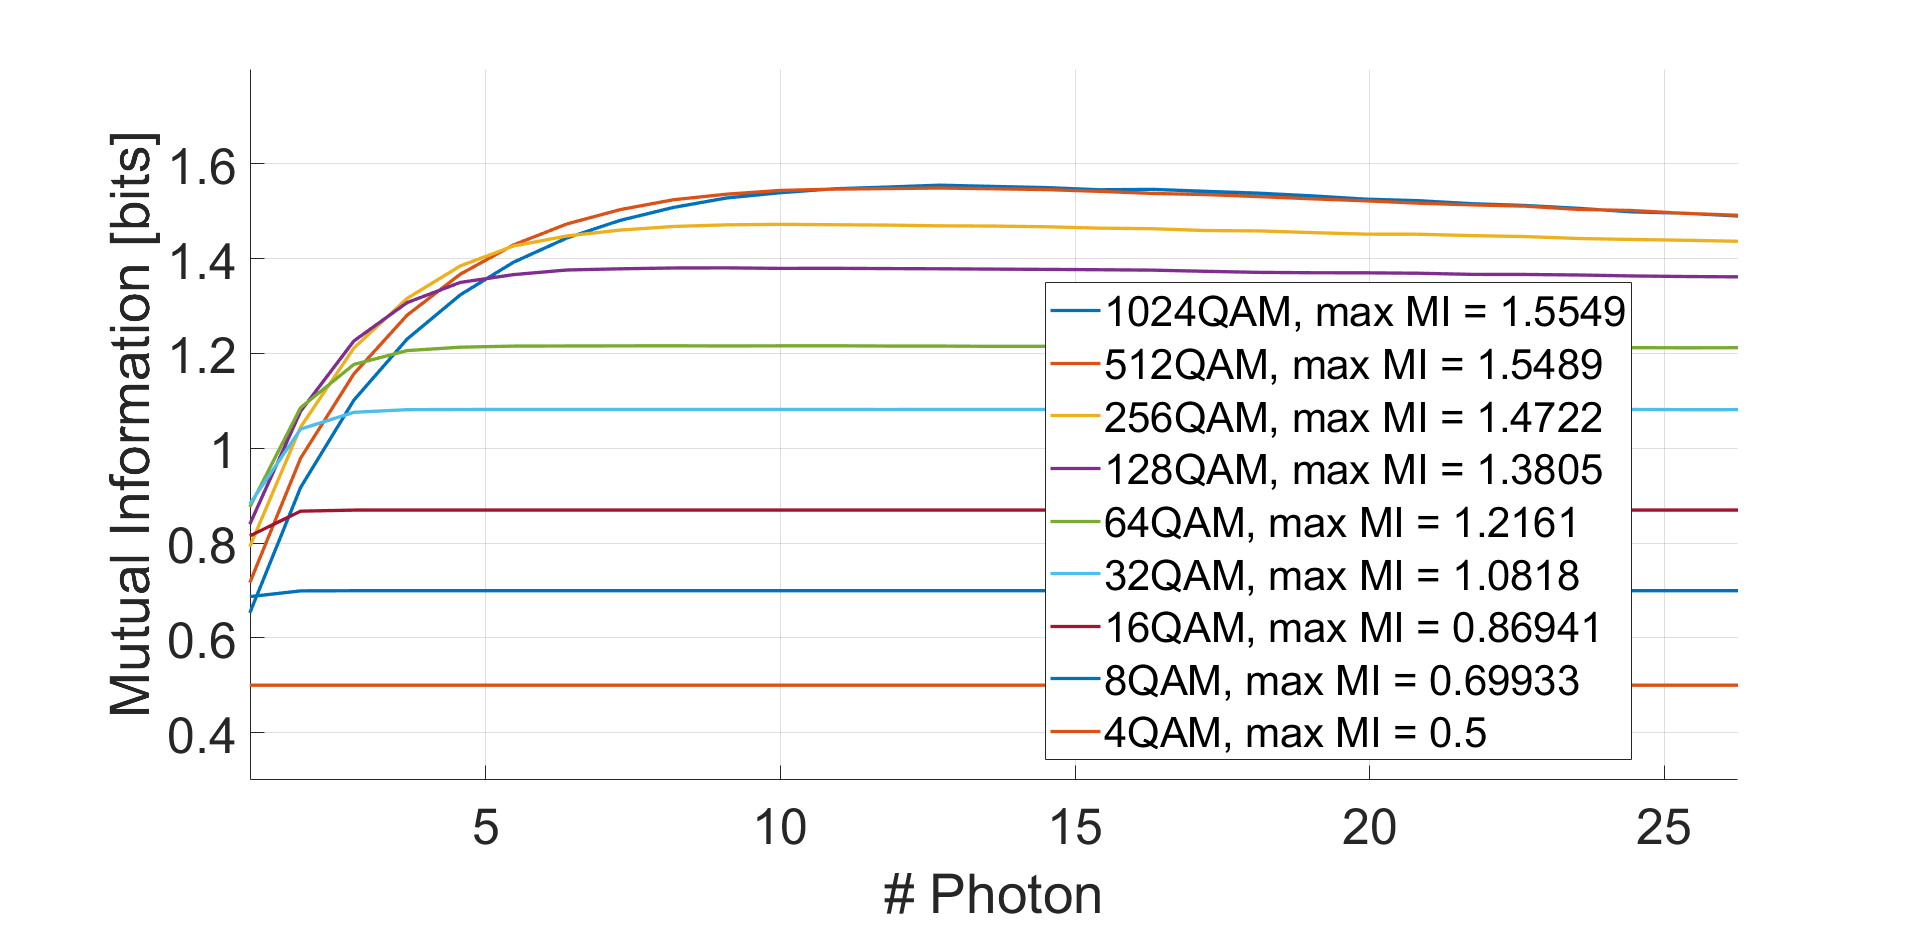 Mutual Information [bits]
1.6
1.4
1.2
1
0.8
0.6
0.4
1024QAM, max MI = 1.5549
512QAM, max MI = 1.5489
256QAM, max MI = 1.4722
128QAM, max MI = 1.3805
64QAM, max MI = 1.2161
32QAM, max MI = 1.0818
16QAM, max MI = 0.86941
8QAM, max MI = 0.69933
4QAM, max MI = 0.5
5 10 15 20 25
# Photon